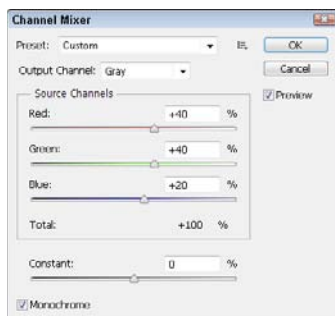 Channel Mixer
Preset: Custom
OK
Output Channel: Gray
Cancel
Source Channels
Preview
Red: +40 %
Green: +40 %
Blue: +20 %
Total: +100 %
Constant: 0 %
Monochrome